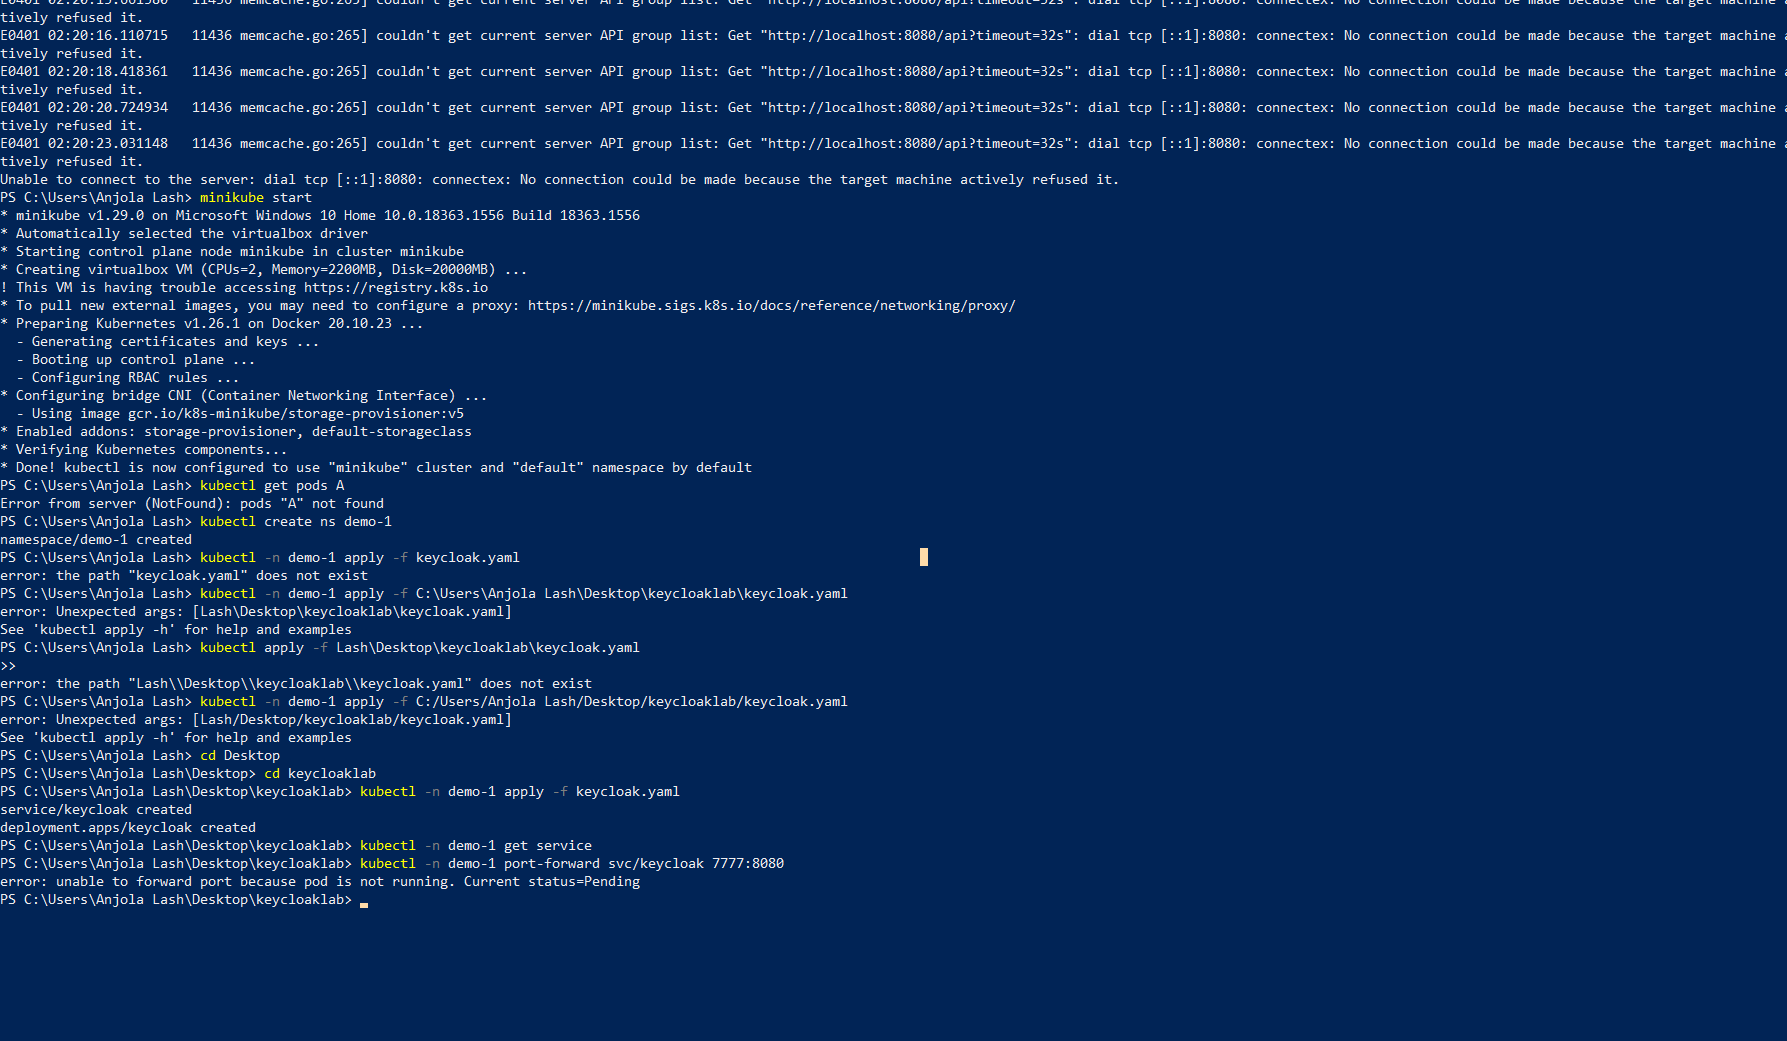 E0401 02:20:13.801580   11436 memcache.go:265] couldn't get current server API group list: Get "http://localhost:8080/api?timeout=32s": dial tcp [::1]:8080: connectex: No connection could be made because the target machine a
tively refused it.
E0401 02:20:16.110715   11436 memcache.go:265] couldn't get current server API group list: Get "http://localhost:8080/api?timeout=32s": dial tcp [::1]:8080: connectex: No connection could be made because the target machine a
tively refused it.
E0401 02:20:18.418361   11436 memcache.go:265] couldn't get current server API group list: Get "http://localhost:8080/api?timeout=32s": dial tcp [::1]:8080: connectex: No connection could be made because the target machine a
tively refused it.
E0401 02:20:20.724934   11436 memcache.go:265] couldn't get current server API group list: Get "http://localhost:8080/api?timeout=32s": dial tcp [::1]:8080: connectex: No connection could be made because the target machine a
tively refused it.
E0401 02:20:23.031148   11436 memcache.go:265] couldn't get current server API group list: Get "http://localhost:8080/api?timeout=32s": dial tcp [::1]:8080: connectex: No connection could be made because the target machine a
tively refused it.
Unable to connect to the server: dial tcp [::1]:8080: connectex: No connection could be made because the target machine actively refused it.
PS C:\Users\Anjola Lash> minikube start
* minikube v1.29.0 on Microsoft Windows 10 Home 10.0.18363.1556 Build 18363.1556
* Automatically selected the virtualbox driver
* Starting control plane node minikube in cluster minikube
* Creating virtualbox VM (CPUs=2, Memory=2200MB, Disk=20000MB) ...
! This VM is having trouble accessing https://registry.k8s.io
* To pull new external images, you may need to configure a proxy: https://minikube.sigs.k8s.io/docs/reference/networking/proxy/
* Preparing Kubernetes v1.26.1 on Docker 20.10.23 ...
  - Generating certificates and keys ...
  - Booting up control plane ...
  - Configuring RBAC rules ...
* Configuring bridge CNI (Container Networking Interface) ...
  - Using image gcr.io/k8s-minikube/storage-provisioner:v5
* Enabled addons: storage-provisioner, default-storageclass
* Verifying Kubernetes components...
* Done! kubectl is now configured to use "minikube" cluster and "default" namespace by default
PS C:\Users\Anjola Lash> kubectl get pods A
Error from server (NotFound): pods "A" not found
PS C:\Users\Anjola Lash> kubectl create ns demo-1
namespace/demo-1 created
PS C:\Users\Anjola Lash> kubectl -n demo-1 apply -f keycloak.yaml
error: the path "keycloak.yaml" does not exist
PS C:\Users\Anjola Lash> kubectl -n demo-1 apply -f C:\Users\Anjola Lash\Desktop\keycloaklab\keycloak.yaml
error: Unexpected args: [Lash\Desktop\keycloaklab\keycloak.yaml]
See 'kubectl apply -h' for help and examples
PS C:\Users\Anjola Lash> kubectl apply -f Lash\Desktop\keycloaklab\keycloak.yaml
>>
error: the path "Lash\\Desktop\\keycloaklab\\keycloak.yaml" does not exist
PS C:\Users\Anjola Lash> kubectl -n demo-1 apply -f C:/Users/Anjola Lash/Desktop/keycloaklab/keycloak.yaml
error: Unexpected args: [Lash/Desktop/keycloaklab/keycloak.yaml]
See 'kubectl apply -h' for help and examples
PS C:\Users\Anjola Lash> cd Desktop
PS C:\Users\Anjola Lash\Desktop> cd keycloaklab
PS C:\Users\Anjola Lash\Desktop\keycloaklab> kubectl -n demo-1 apply -f keycloak.yaml
service/keycloak created
deployment.apps/keycloak created
PS C:\Users\Anjola Lash\Desktop\keycloaklab> kubectl -n demo-1 get service
PS C:\Users\Anjola Lash\Desktop\keycloaklab> kubectl -n demo-1 port-forward svc/keycloak 7777:8080
error: unable to forward port because pod is not running. Current status=Pending
PS C:\Users\Anjola Lash\Desktop\keycloaklab>